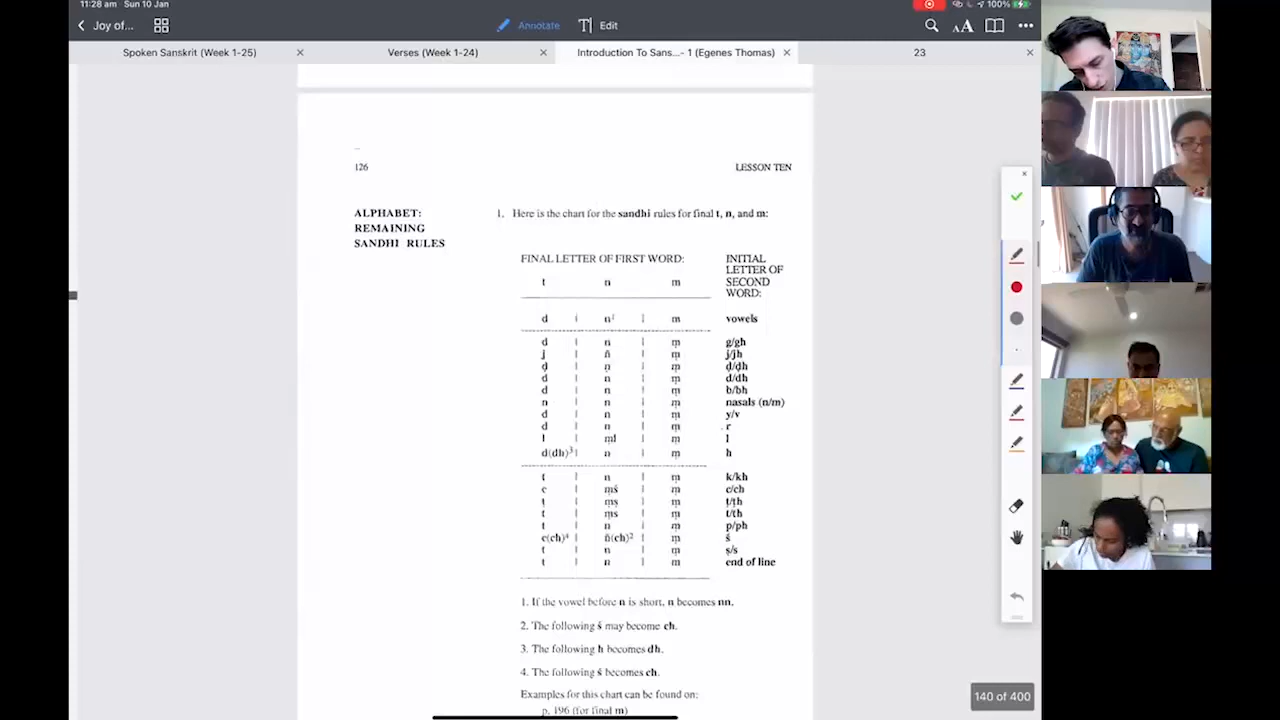 11:28 am Sun 10 Jan
100%
Joy of...
Annotate
Edit
AA
Spoken Sanskrit (Week 1-25)
Verses (Week 1-24)
Introduction To Sans...- 1 (Egenes Thomas)
23
126
LESSON TEN
ALPHABET:
REMAINING
SANDHI RULES
1. Here is the chart for the sandhi rules for final t, n, and m:
FINAL LETTER OF FIRST WORD:
INITIAL
LETTER OF
SECOND
WORD:
t n m
d | n¹ | m vowels
d | n | ṃ g/gh
j | ñ | ṃ j/jh
ḍ | ṇ | ṃ ḍ/ḍh
d | n | ṃ d/dh
d | n | ṃ b/bh
n | n | ṃ nasals (n/m)
d | n | ṃ y/v
d | n | ṃ r
l | ṃl | ṃ l
d(dh)³ | n | ṃ h
t | n | ṃ k/kh
c | ṃś | ṃ c/ch
ṭ | ṃṣ | ṃ ṭ/ṭh
t | ṃs | ṃ t/th
t | n | ṃ p/ph
c(ch)⁴ | ñ(ch)² | ṃ ś
t | n | ṃ ṣ/s
t | n | m end of line
1. If the vowel before n is short, n becomes nn.
2. The following ś may become ch.
3. The following h becomes dh.
4. The following ś becomes ch.
Examples for this chart can be found on:
p. 196 (for final m)
140 of 400